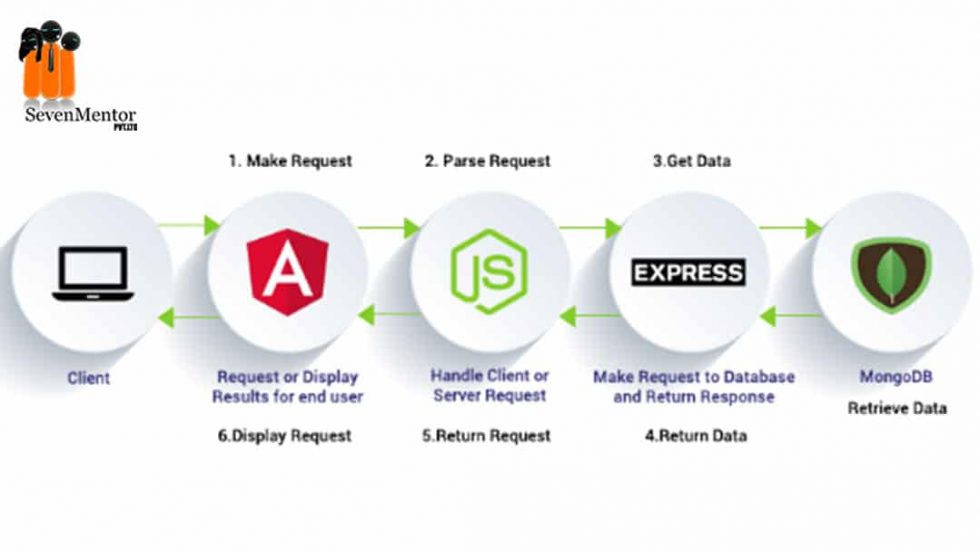 SevenMentor
PVT.LTD
1. Make Request
2. Parse Request
3.Get Data
A
JS
EXPRESS
Client
Request or Display
Results for end user
Handle Client or
Server Request
Make Request to Database
and Return Response
MongoDB
Retrieve Data
6.Display Request
5.Return Request
4.Return Data